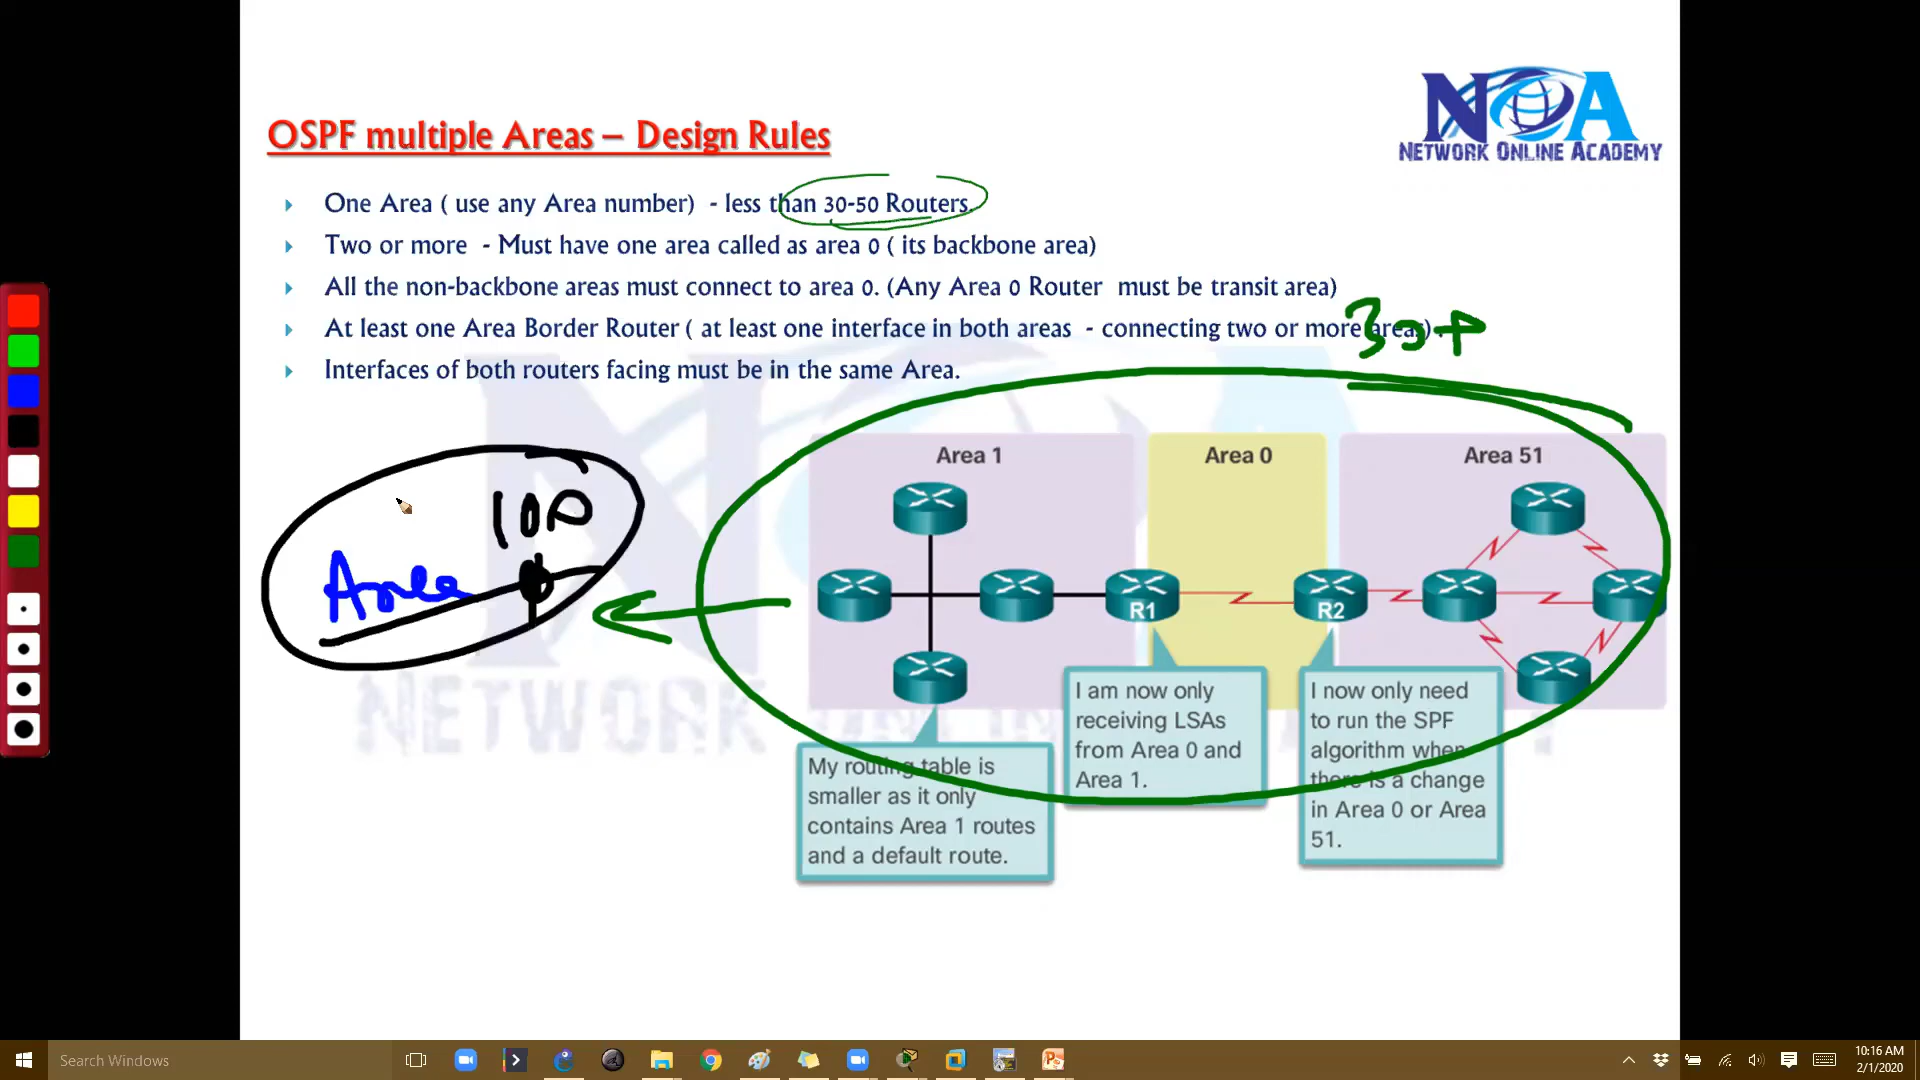 NOA
NETWORK ONLINE ACADEMY
OSPF multiple Areas – Design Rules
One Area ( use any Area number)  - less than 30-50 Routers.
Two or more  - Must have one area called as area 0 ( its backbone area)
All the non-backbone areas must connect to area 0. (Any Area 0 Router  must be transit area)
At least one Area Border Router ( at least one interface in both areas  - connecting two or more areas)
30+
Interfaces of both routers facing must be in the same Area.
Area 1
Area 0
Area 51
Area
R1
R2
I am now only
receiving LSAs
from Area 0 and
Area 1.
I now only need
to run the SPF
algorithm when
there is a change
in Area 0 or Area
51.
My routing table is
smaller as it only
contains Area 1 routes
and a default route.
Search Windows
10:16 AM
2/1/2020